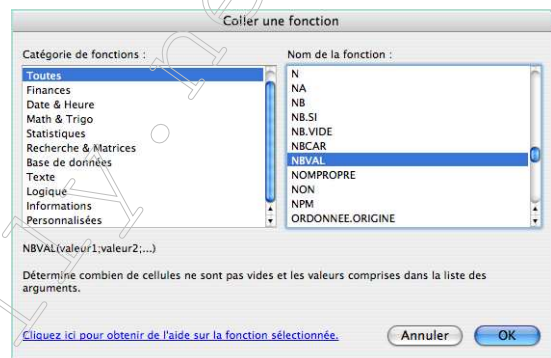 Coller une fonction
Catégorie de fonctions :
Toutes
Finances
Date & Heure
Math & Trigo
Statistiques
Recherche & Matrices
Base de données
Texte
Logique
Informations
Personnalisées
Nom de la fonction :
N
NA
NB
NB.SI
NB.VIDE
NBCAR
NBVAL
NOMPROPRE
NON
NPM
ORDONNEE.ORIGINE
NBVAL(valeur1;valeur2;...)
Détermine combien de cellules ne sont pas vides et les valeurs comprises dans la liste des
arguments.
Cliquez ici pour obtenir de l'aide sur la fonction sélectionnée.
Annuler
OK